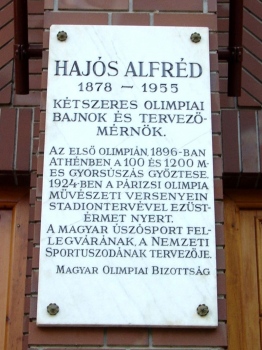 HAJÓS ALFRÉD
1878 — 1955
KÉTSZERES OLIMPIAI
BAJNOK ÉS TERVEZŐ-
MÉRNÖK.
AZ ELSŐ OLIMPIÁN, 1896-BAN
ATHÉNBEN A 100 ÉS 1200 M-
ES GYORSÚSZÁS GYŐZTESE.
1924-BEN A PÁRIZSI OLIMPIA
MŰVÉSZETI VERSENYEIN
STADIONTERVÉVEL EZÜST-
ÉRMET NYERT.
A MAGYAR ÚSZÓSPORT FEL-
LEGVÁRÁNAK, A NEMZETI
SPORTUSZODÁNAK TERVEZŐJE.
MAGYAR OLIMPIAI BIZOTTSÁG